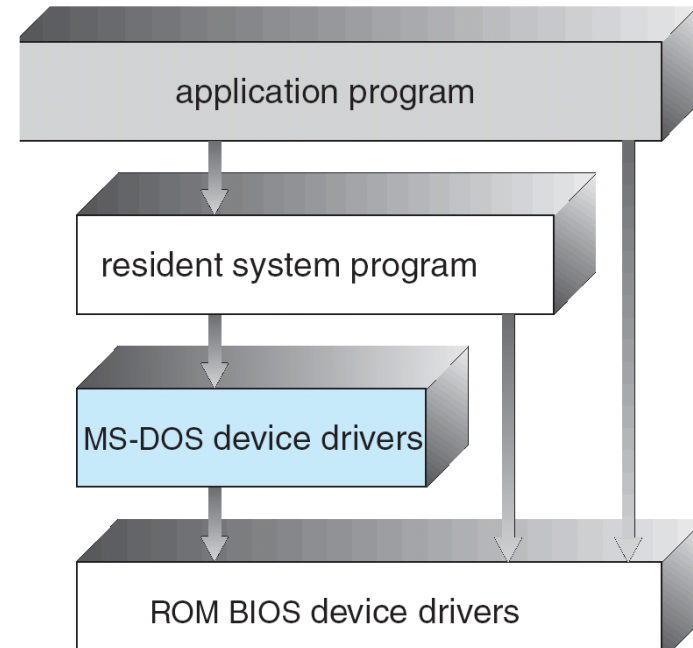 application program
resident system program
MS-DOS device drivers
ROM BIOS device drivers